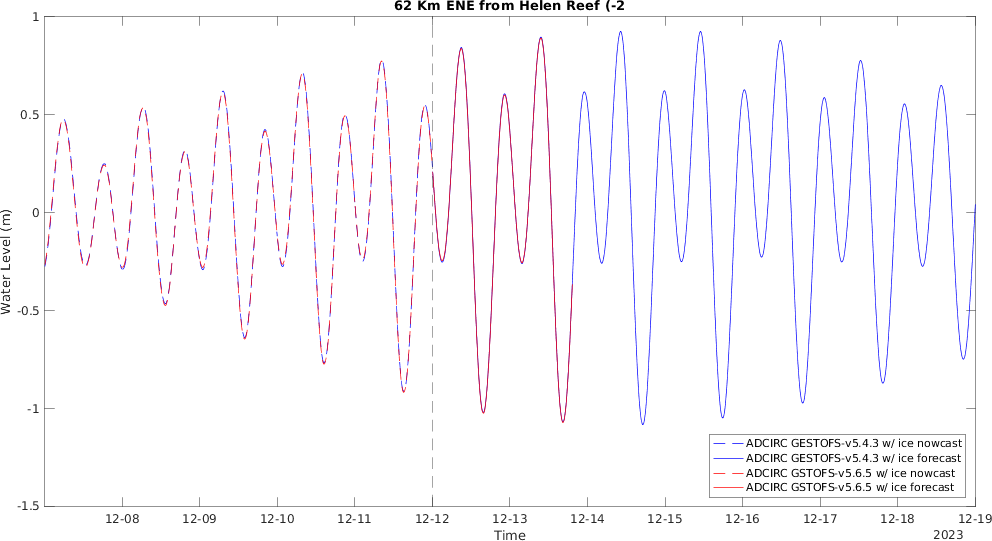 62 Km ENE from Helen Reef (-2
1
0.5
0
-0.5
-1
-1.5
Water Level (m)
ADCIRC GESTOFS-v5.4.3 w/ ice nowcast
ADCIRC GESTOFS-v5.4.3 w/ ice forecast
ADCIRC GSTOFS-v5.6.5 w/ ice nowcast
ADCIRC GSTOFS-v5.6.5 w/ ice forecast
12-08 12-09 12-10 12-11 12-12 12-13 12-14 12-15 12-16 12-17 12-18 12-19
Time
2023